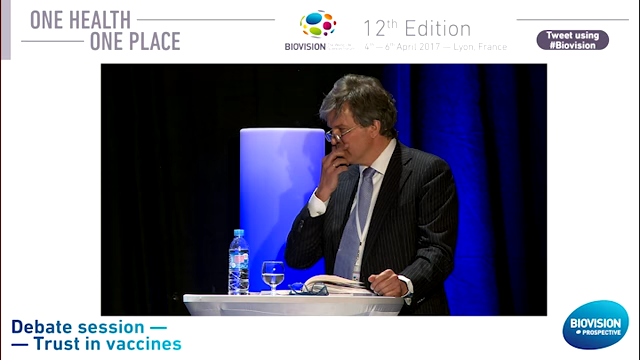 ONE HEALTH
ONE PLACE
BIOVISION
12th Edition
4th – 6th April 2017 — Lyon, France
Tweet using
#Biovision
Debate session —
— Trust in vaccines
BIOVISION
by PROSPECTIVE